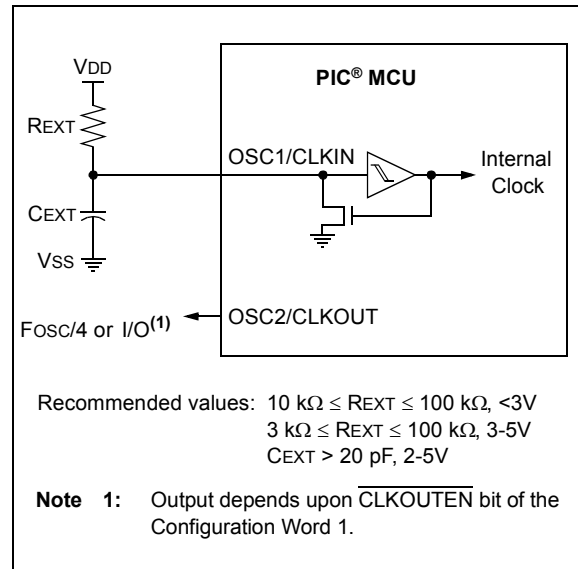 VDD
PIC® MCU
REXT
OSC1/CLKIN
Internal
Clock
CEXT
VSS
OSC2/CLKOUT
FOSC/4 or I/O(1)
Recommended values: 10 kΩ ≤ REXT ≤ 100 kΩ, <3V
3 kΩ ≤ REXT ≤ 100 kΩ, 3-5V
CEXT > 20 pF, 2-5V
Note 1: Output depends upon C̅L̅K̅O̅U̅T̅E̅N̅ bit of the
Configuration Word 1.